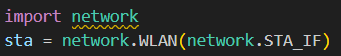 import network
sta = network.WLAN(network.STA_IF)